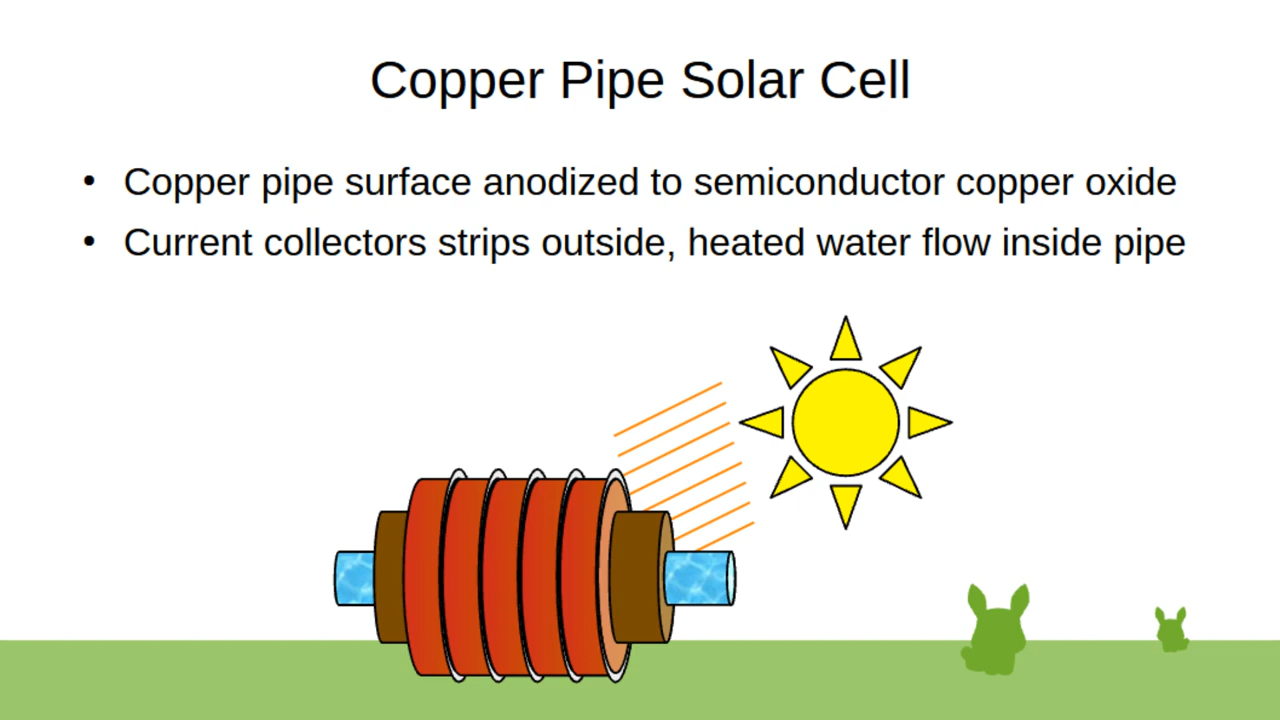 Copper Pipe Solar Cell
• Copper pipe surface anodized to semiconductor copper oxide
• Current collectors strips outside, heated water flow inside pipe